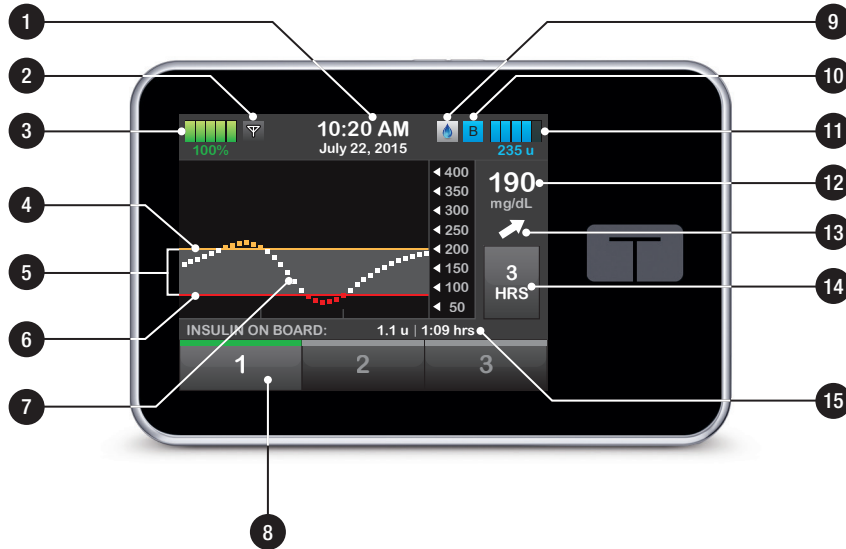 1
2
3
4
5
6
7
8
9
10
11
12
13
14
15
100%
10:20 AM
July 22, 2015
B
235 u
◄ 400
◄ 350
◄ 300
◄ 250
◄ 200
◄ 150
◄ 100
◄ 50
190
mg/dL
3
HRS
INSULIN ON BOARD: 1.1 u | 1:09 hrs
1 2 3
T